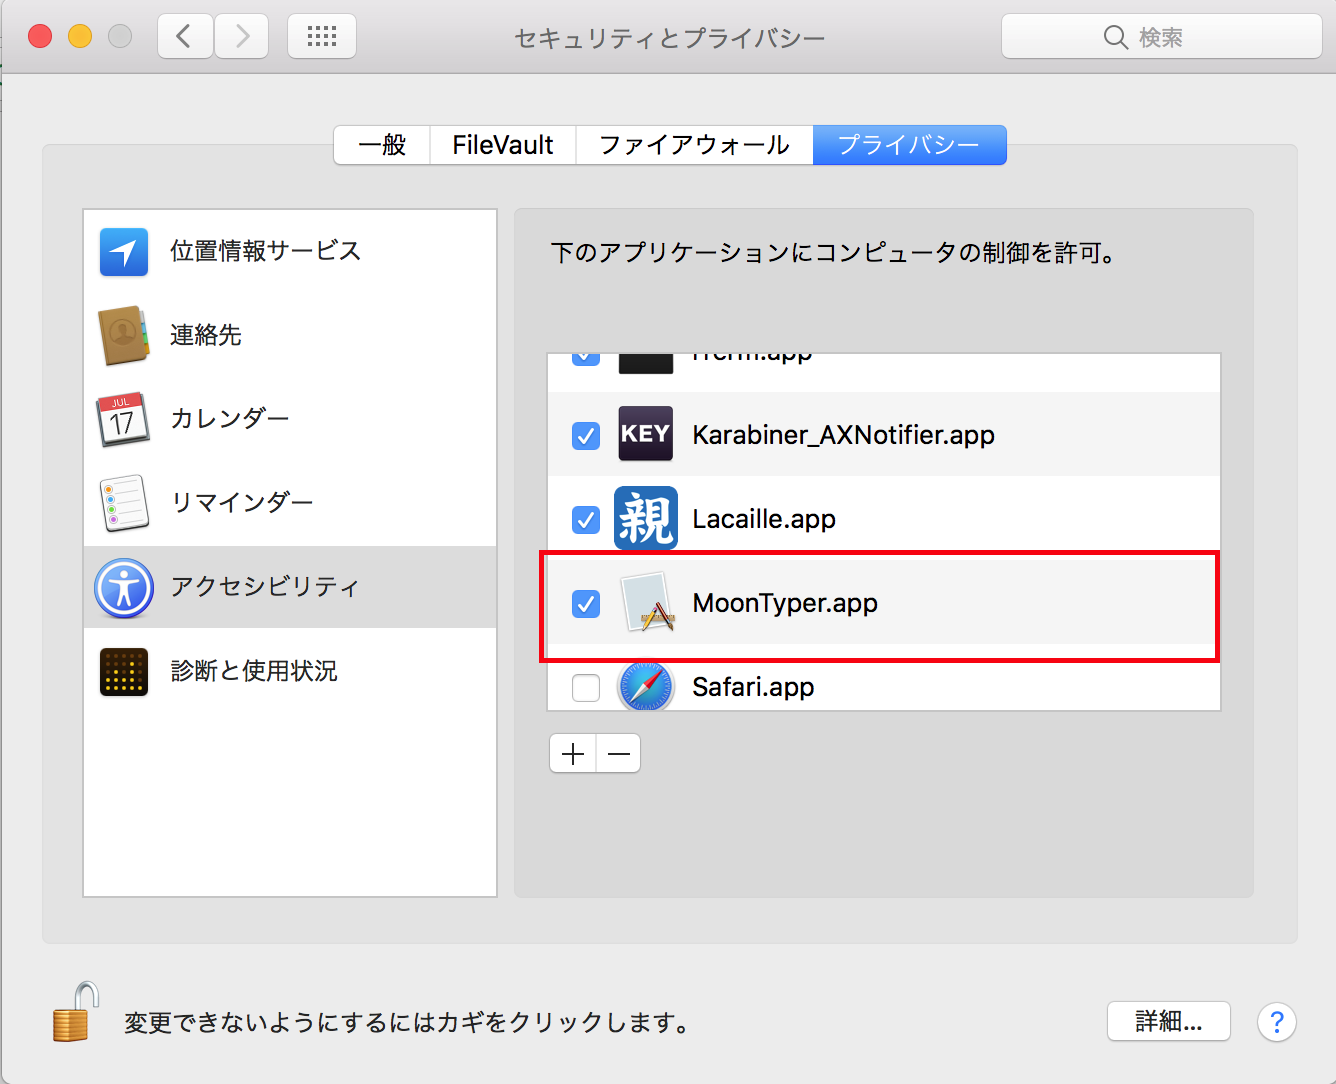 セキュリティとプライバシー
検索
一般
FileVault
ファイアウォール
プライバシー
位置情報サービス
連絡先
JUL
17
カレンダー
リマインダー
アクセシビリティ
診断と使用状況
下のアプリケーションにコンピュータの制御を許可。
iTerm.app
KEY
Karabiner_AXNotifier.app
親
Lacaille.app
MoonTyper.app
Safari.app
変更できないようにするにはカギをクリックします。
詳細...
?